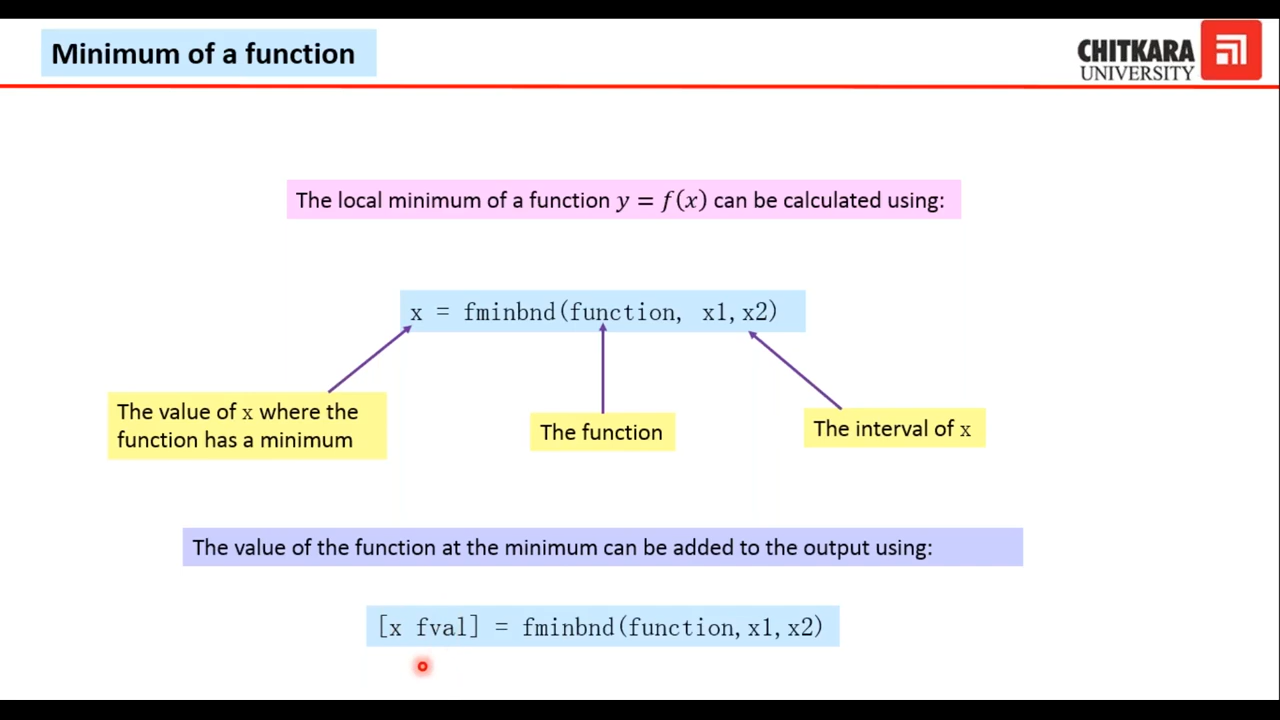 Minimum of a function
CHITKARA
UNIVERSITY
The local minimum of a function y = f(x) can be calculated using:
x = fminbnd(function, x1,x2)
The value of x where the
function has a minimum
The function
The interval of x
The value of the function at the minimum can be added to the output using:
[x fval] = fminbnd(function,x1,x2)